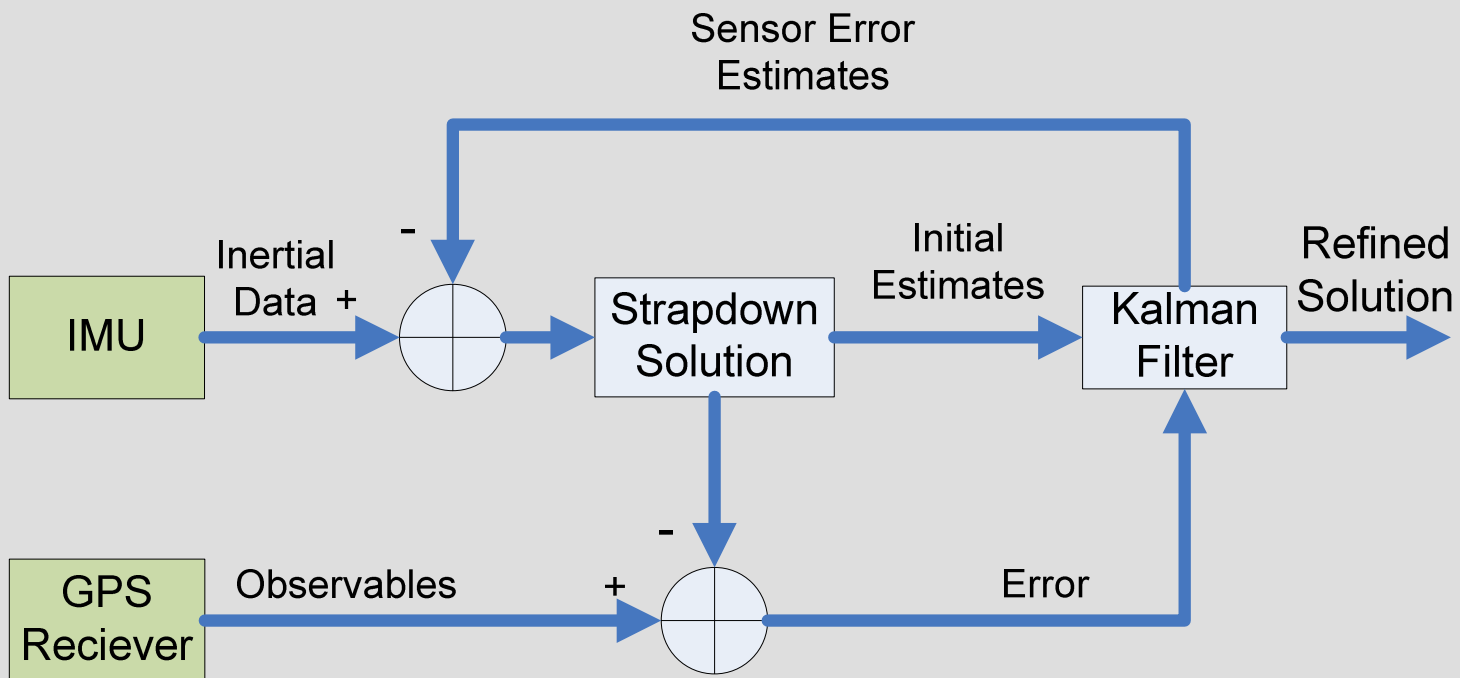 Sensor Error
Estimates
-
Inertial
Data +
Initial
Estimates
Refined
Solution
IMU
Strapdown
Solution
Kalman
Filter
-
GPS
Reciever
Observables
+
Error